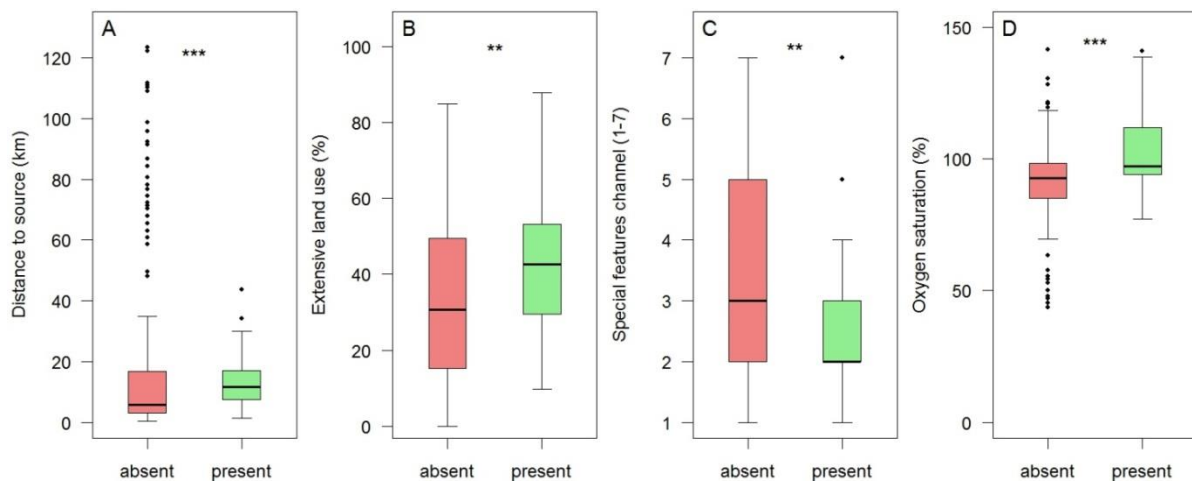 A
***
Distance to source (km)
120
100
80
60
40
20
0
absent present
B
**
Extensive land use (%)
100
80
60
40
20
0
absent present
C
**
Special features channel (1-7)
7
6
5
4
3
2
1
absent present
D
***
Oxygen saturation (%)
150
100
50
0
absent present